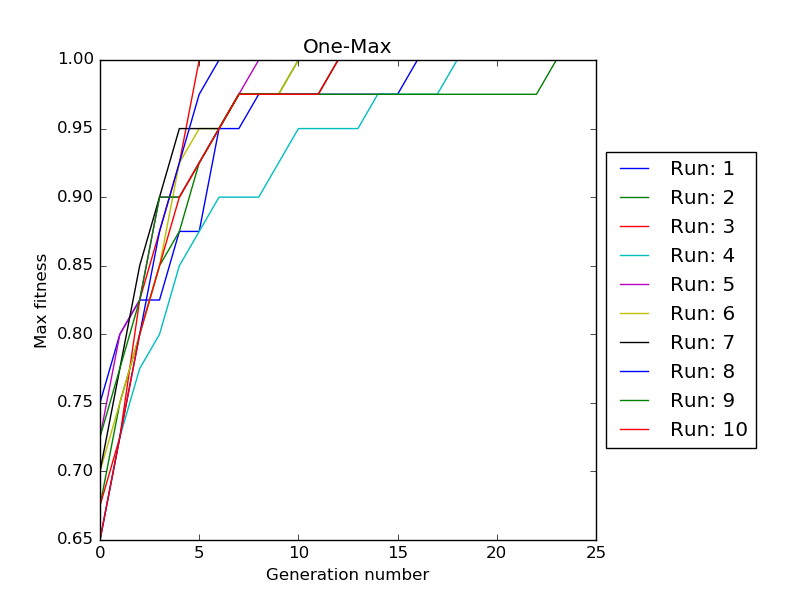 One-Max
1.00
0.95
0.90
0.85
0.80
0.75
0.70
0.65
Max fitness
0 5 10 15 20 25
Generation number
Run: 1
Run: 2
Run: 3
Run: 4
Run: 5
Run: 6
Run: 7
Run: 8
Run: 9
Run: 10